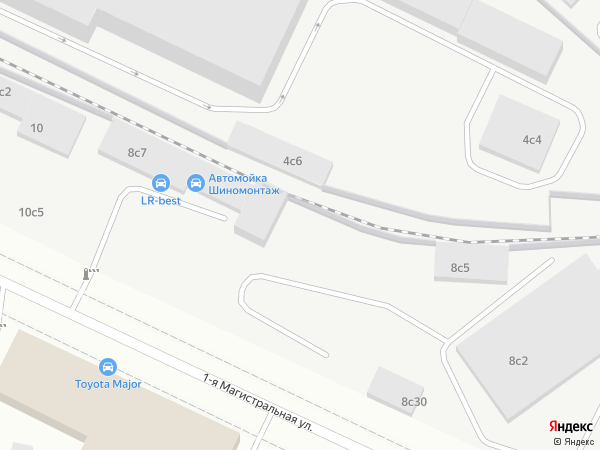 с2
10
8с7
4с6
4с4
Автомойка
Шиномонтаж
LR-best
10с5
8с5
8с2
Toyota Major
1-я Магистральная ул.
8с30
Яндекс
© Яндекс